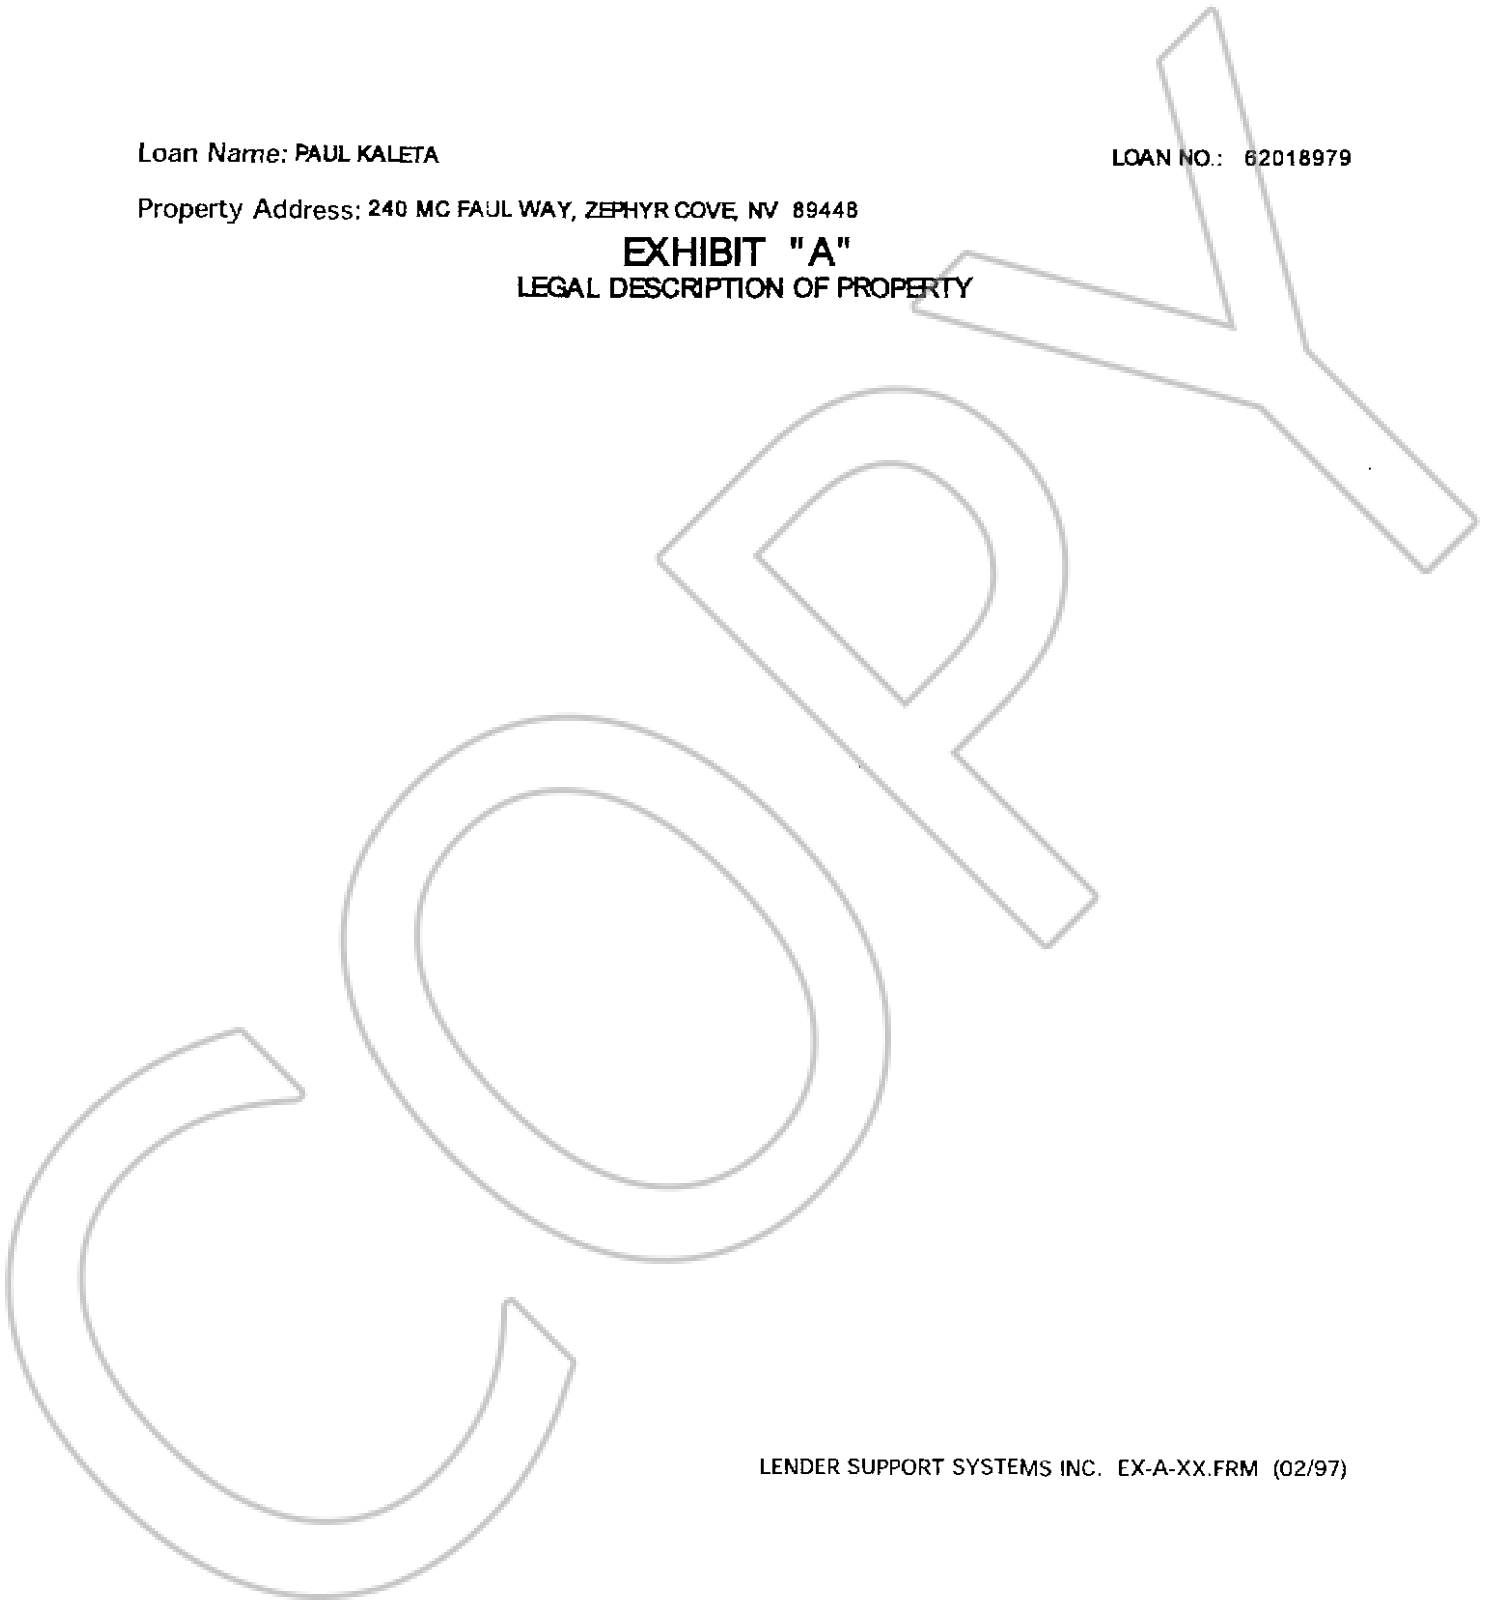 Loan Name: PAUL KALETA
LOAN NO.: 62018979
Property Address: 240 MC FAUL WAY, ZEPHYR COVE, NV 89448
EXHIBIT "A"
LEGAL DESCRIPTION OF PROPERTY
COPY
LENDER SUPPORT SYSTEMS INC. EX-A-XX.FRM (02/97)